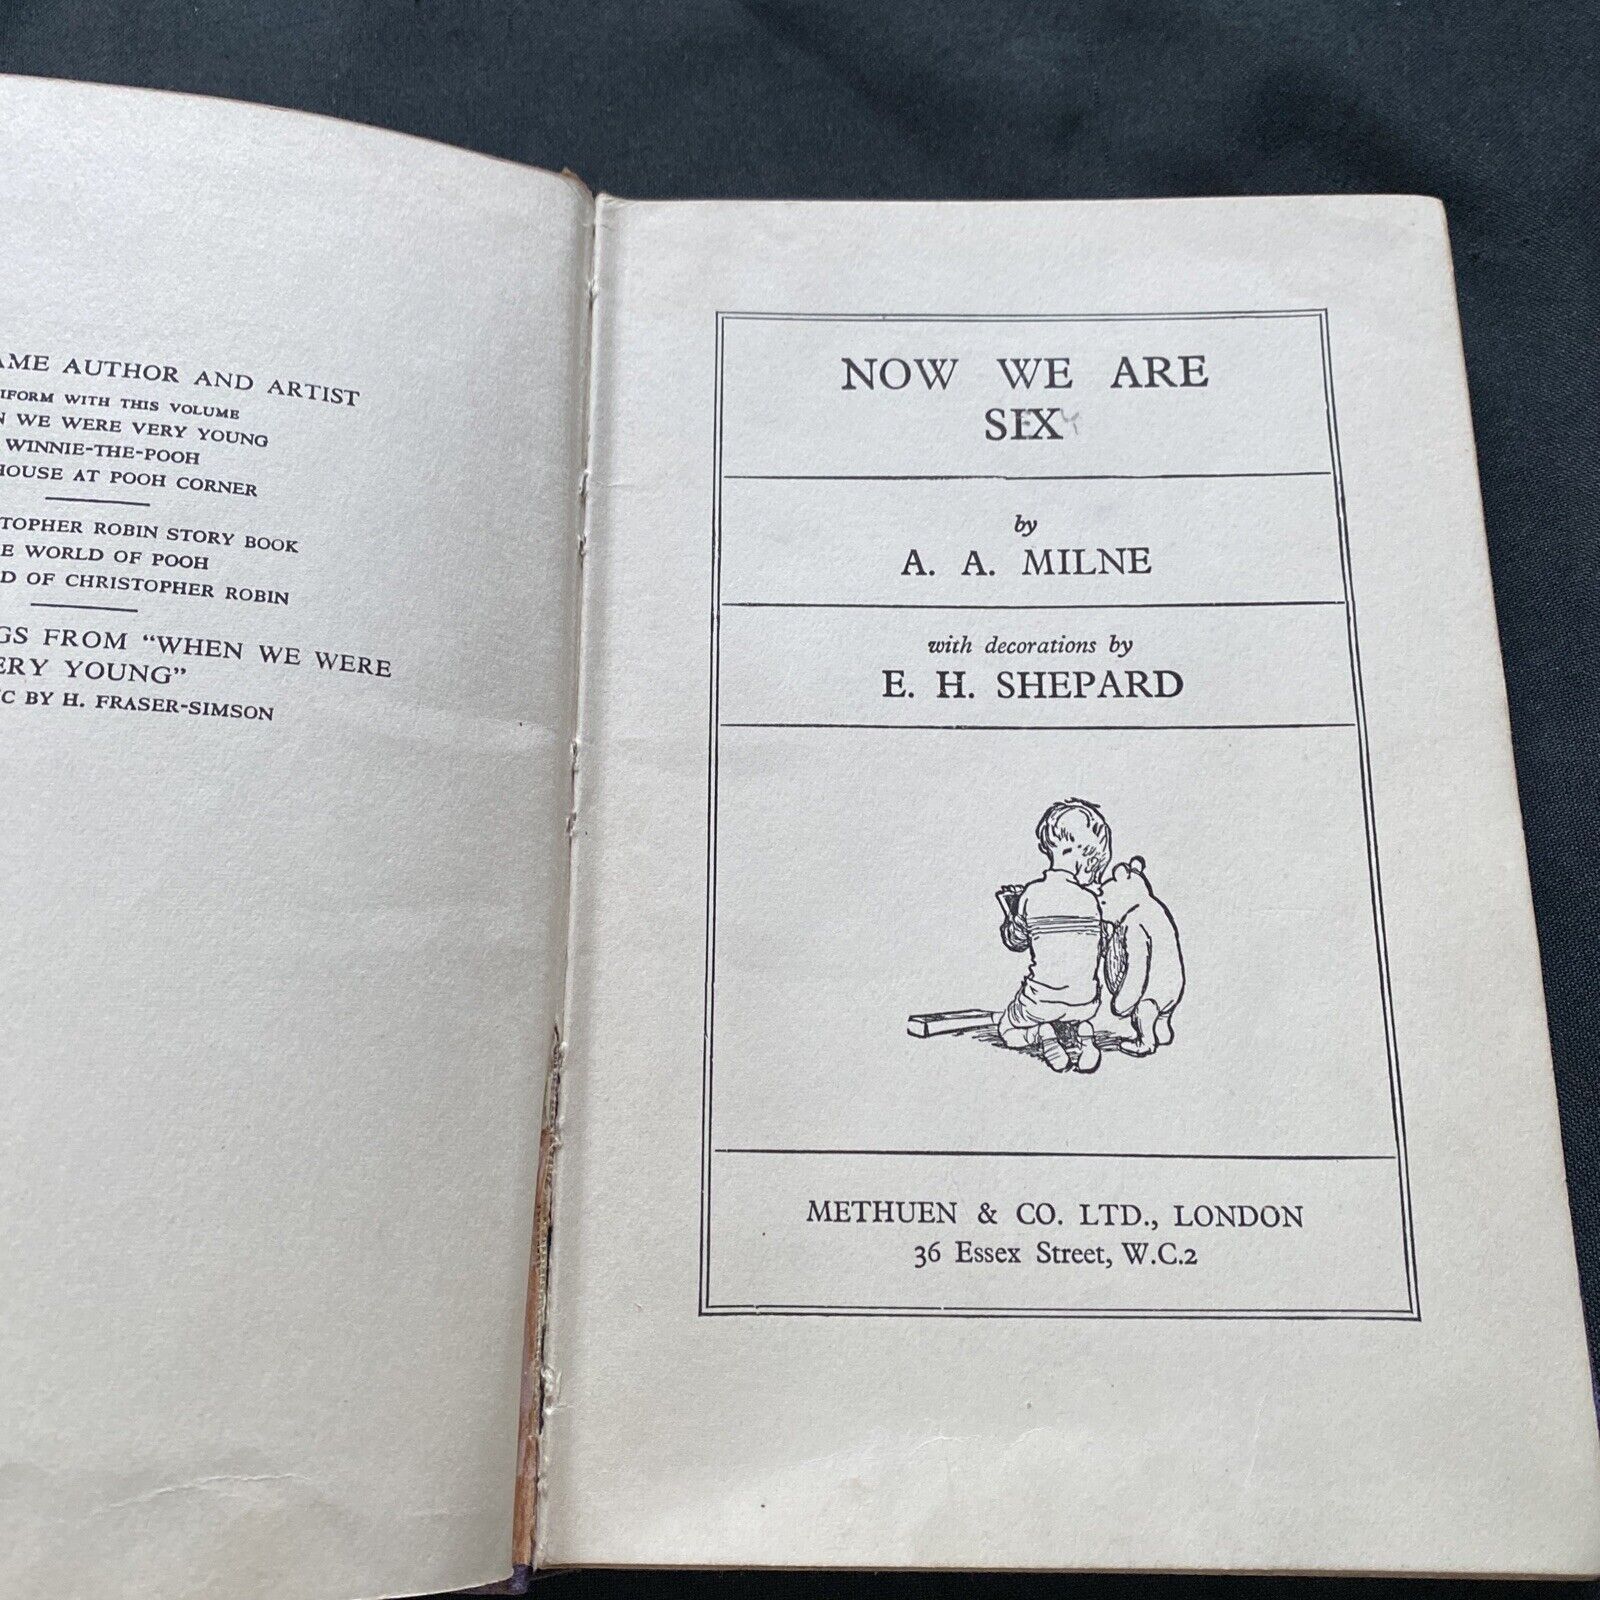 AME AUTHOR AND ARTIST
IFORM WITH THIS VOLUME
N WE WERE VERY YOUNG
WINNIE-THE-POOH
HOUSE AT POOH CORNER
TOPHER ROBIN STORY BOOK
E WORLD OF POOH
D OF CHRISTOPHER ROBIN
GS FROM “WHEN WE WERE
ERY YOUNG”
C BY H. FRASER-SIMSON
NOW WE ARE
SIX
by
A. A. MILNE
with decorations by
E. H. SHEPARD
METHUEN & CO. LTD., LONDON
36 Essex Street, W.C.2